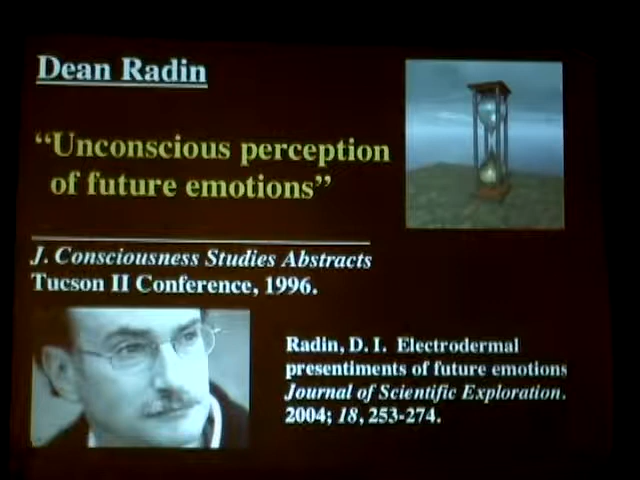 Dean Radin
“Unconscious perception
of future emotions”
J. Consciousness Studies Abstracts
Tucson II Conference, 1996.
Radin, D. I. Electrodermal
presentiments of future emotions
Journal of Scientific Exploration.
2004; 18, 253-274.